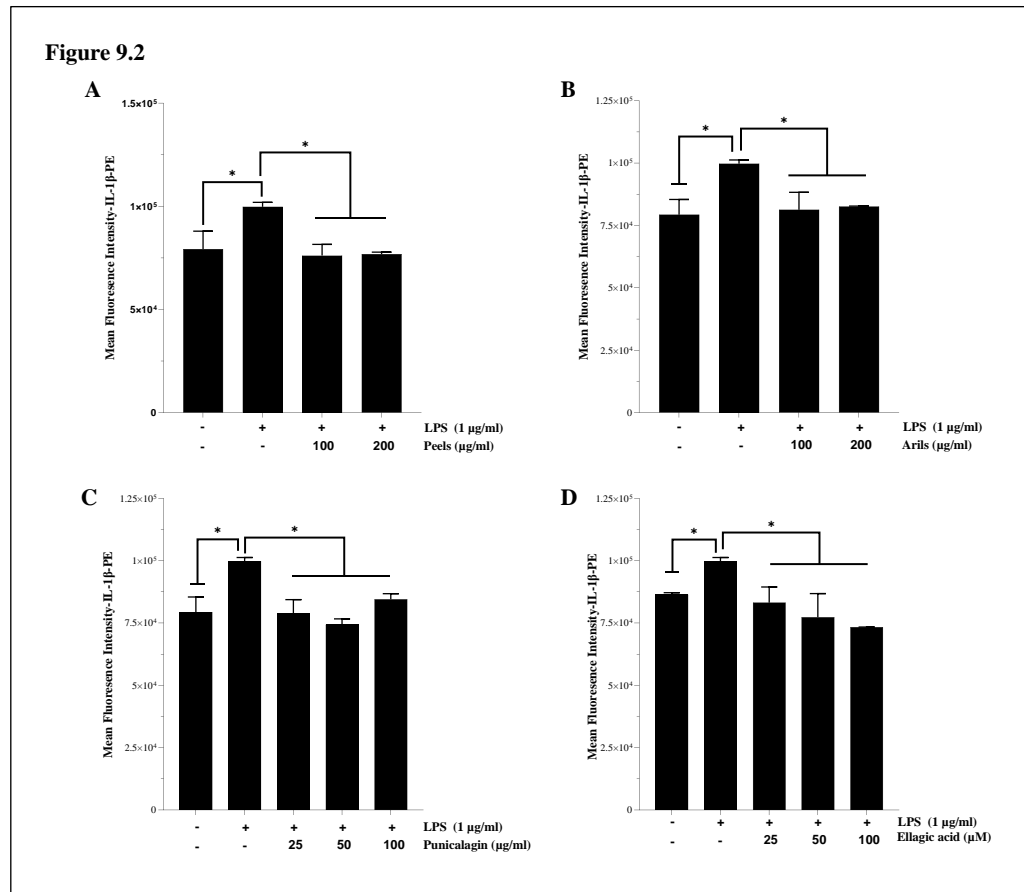 Figure 9.2
A
Mean Fluoresence Intensity-IL-1β-PE
1.5×10⁵
1×10⁵
5×10⁴
0
*
*
- + + + LPS (1 µg/ml)
- - 100 200 Peels (µg/ml)
B
Mean Fluoresence Intensity-IL-1β-PE
1.25×10⁵
1×10⁵
7.5×10⁴
5×10⁴
2.5×10⁴
0
*
*
- + + + LPS (1 µg/ml)
- - 100 200 Arils (µg/ml)
C
Mean Fluoresence Intensity-IL-1β-PE
1.25×10⁵
1×10⁵
7.5×10⁴
5×10⁴
2.5×10⁴
0
*
*
- + + + + LPS (1 µg/ml)
- - 25 50 100 Punicalagin (µg/ml)
D
Mean Fluoresence Intensity-IL-1β-PE
1.25×10⁵
1×10⁵
7.5×10⁴
5×10⁴
2.5×10⁴
0
*
*
- + + + + LPS (1 µg/ml)
- - 25 50 100 Ellagic acid (µM)